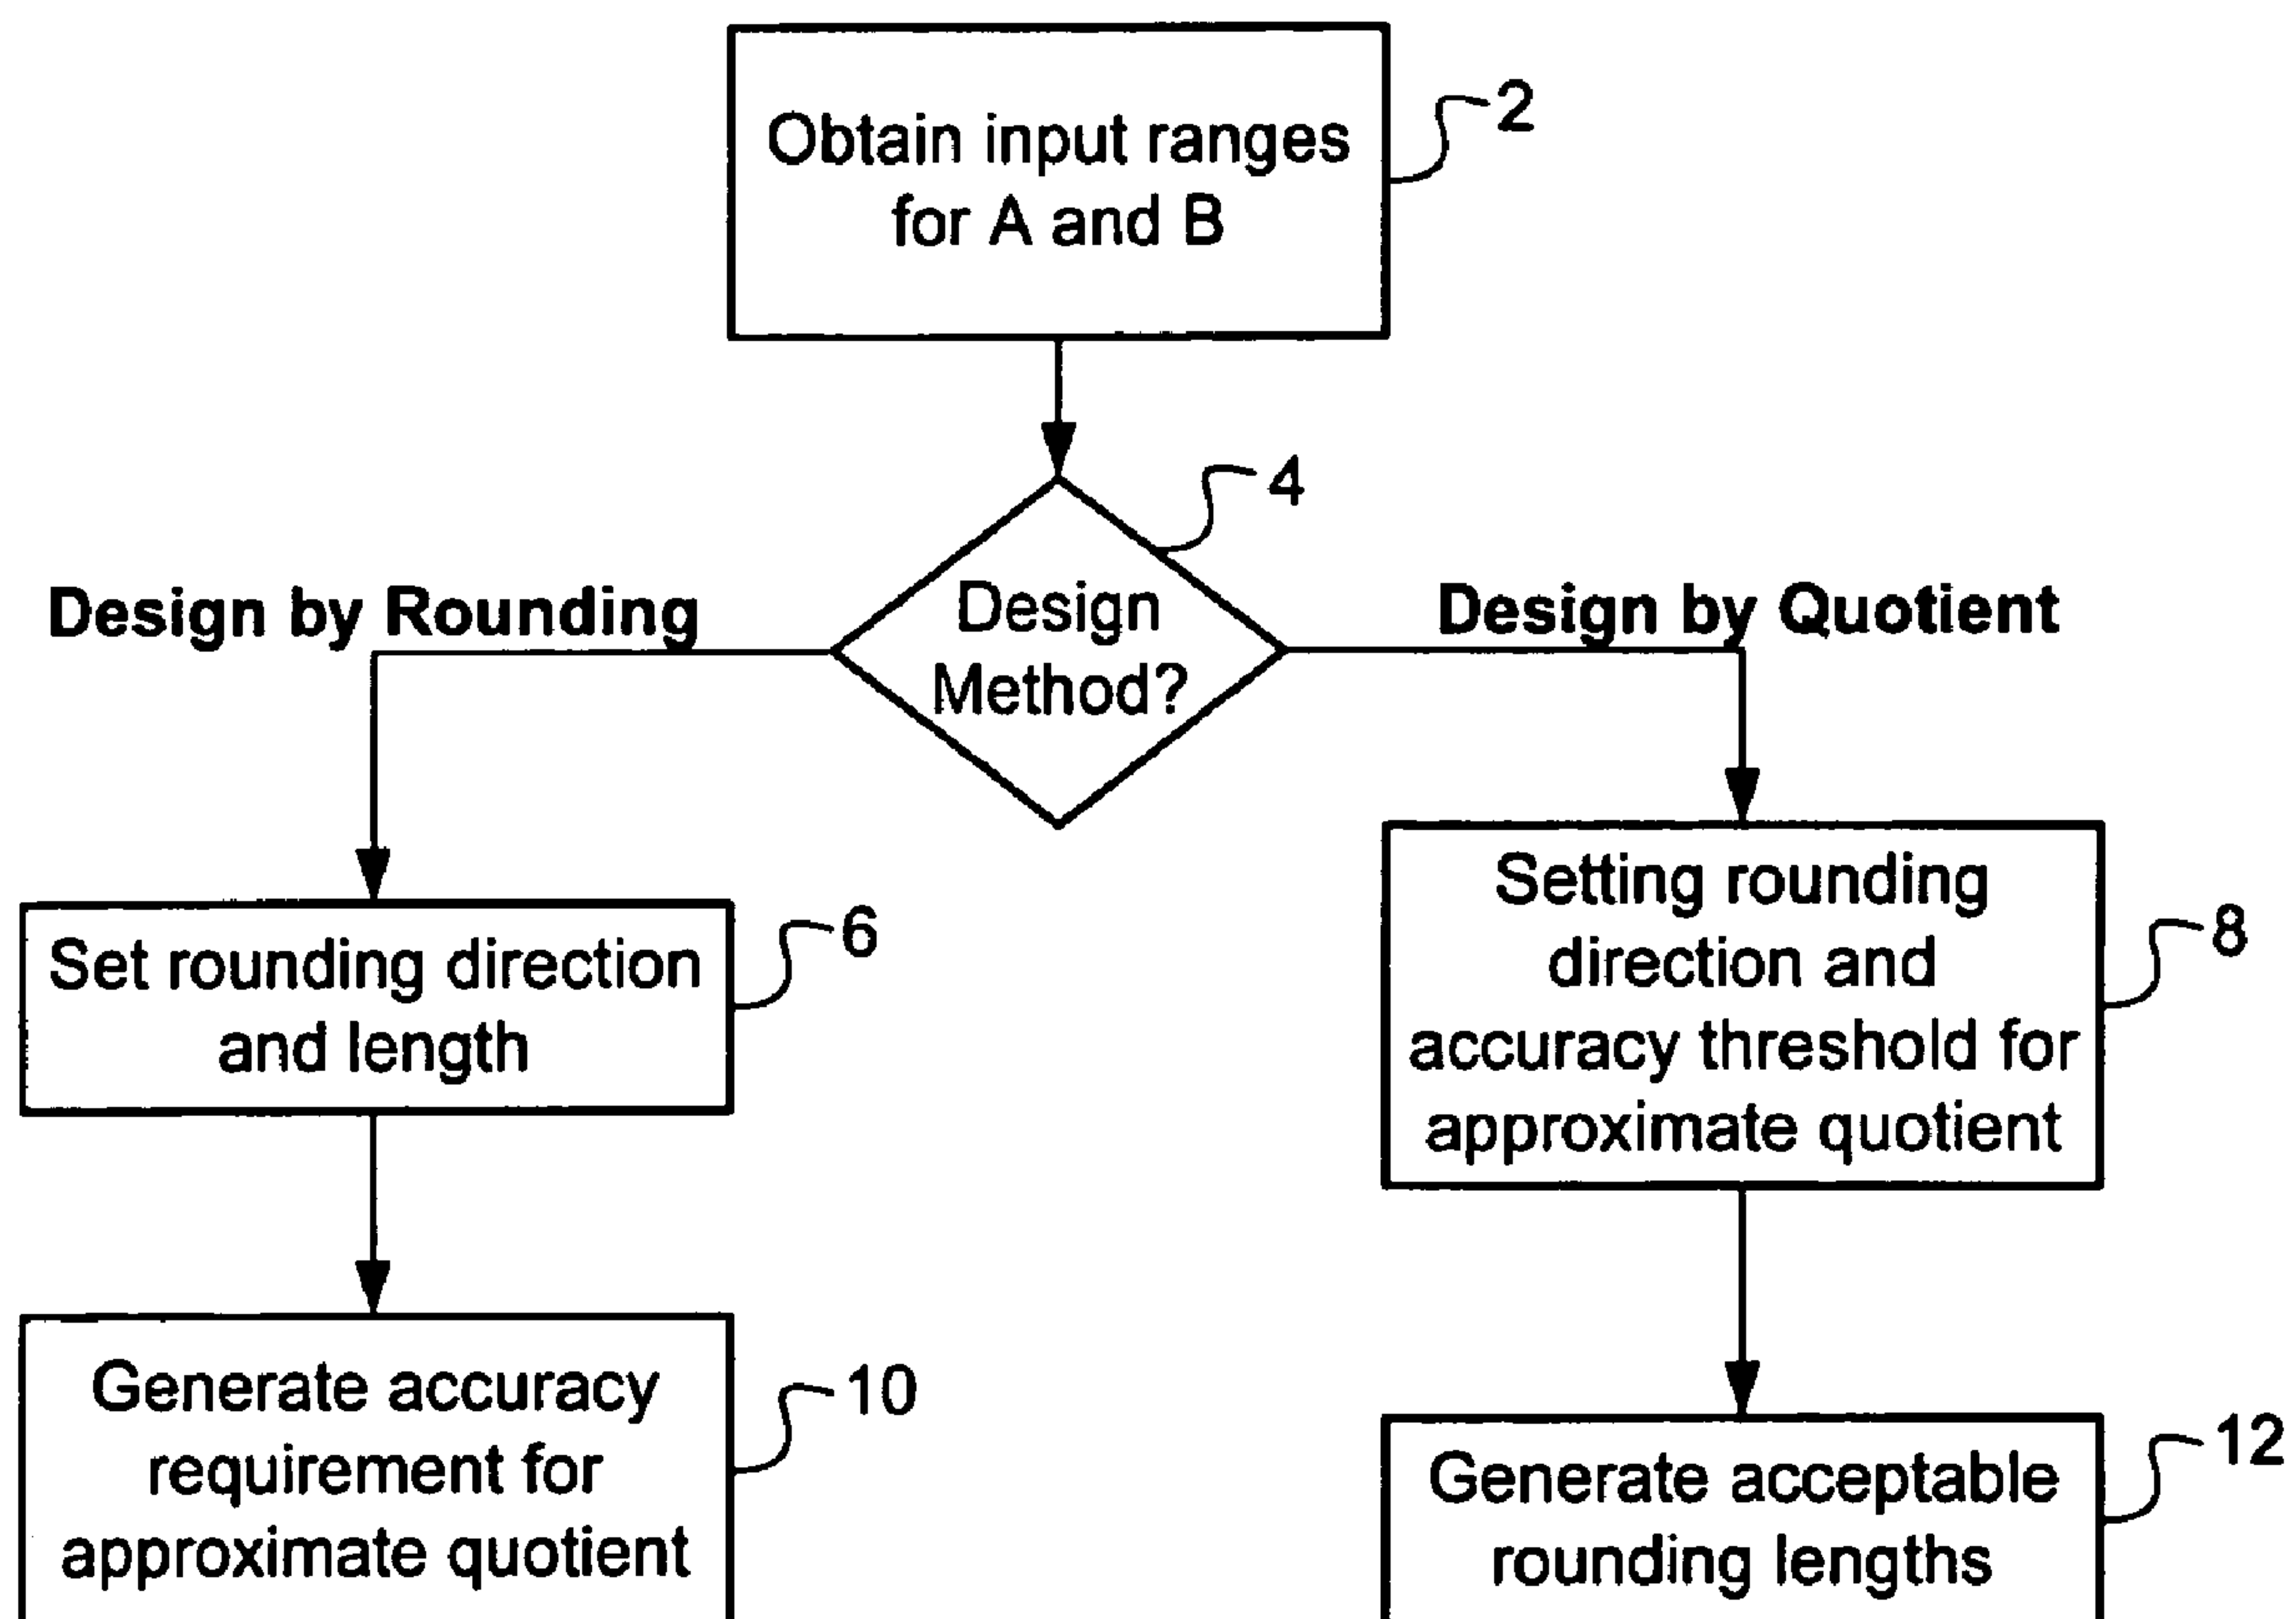 Obtain input ranges
for A and B
2
4
Design
Method?
Design by Rounding
Design by Quotient
Set rounding direction
and length
6
Setting rounding
direction and
accuracy threshold for
approximate quotient
8
Generate accuracy
requirement for
approximate quotient
10
Generate acceptable
rounding lengths
12